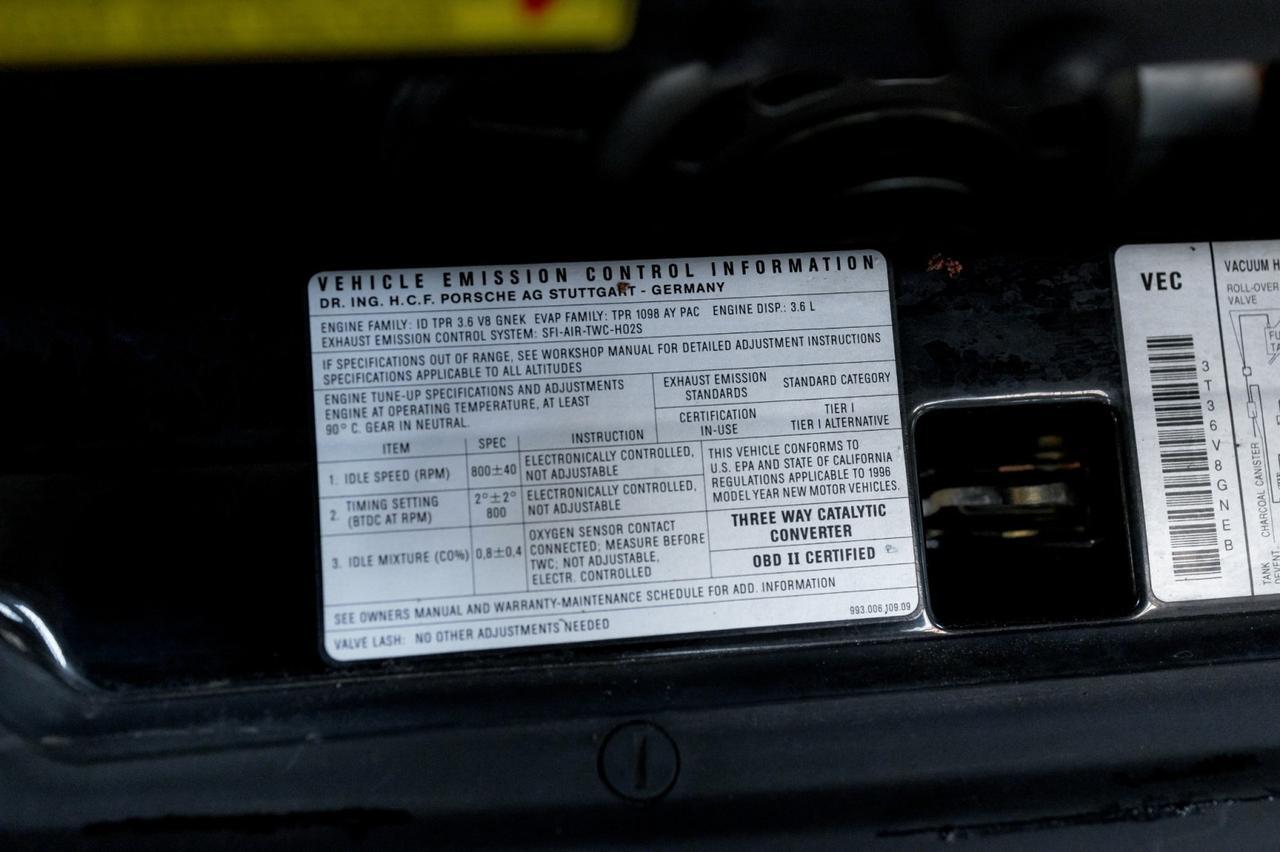 VEHICLE EMISSION CONTROL INFORMATION
DR. ING. H.C.F. PORSCHE AG STUTTGART - GERMANY
ENGINE FAMILY: ID TPR 3.6 V8 GNEK EVAP FAMILY: TPR 1098 AY PAC ENGINE DISP.: 3.6 L
EXHAUST EMISSION CONTROL SYSTEM: SFI-AIR-TWC-HO2S
IF SPECIFICATIONS OUT OF RANGE, SEE WORKSHOP MANUAL FOR DETAILED ADJUSTMENT INSTRUCTIONS
SPECIFICATIONS APPLICABLE TO ALL ALTITUDES
ENGINE TUNE-UP SPECIFICATIONS AND ADJUSTMENTS
ENGINE AT OPERATING TEMPERATURE, AT LEAST
90° C. GEAR IN NEUTRAL.
EXHAUST EMISSION STANDARDS
STANDARD CATEGORY
CERTIFICATION
IN-USE
TIER I
TIER I ALTERNATIVE
ITEM SPEC INSTRUCTION
1. IDLE SPEED (RPM) 800±40 ELECTRONICALLY CONTROLLED,
NOT ADJUSTABLE
2. TIMING SETTING
(BTDC AT RPM)
2°±2°
800
ELECTRONICALLY CONTROLLED,
NOT ADJUSTABLE
3. IDLE MIXTURE (CO%) 0,8±0,4
OXYGEN SENSOR CONTACT
CONNECTED; MEASURE BEFORE
TWC; NOT ADJUSTABLE,
ELECTR. CONTROLLED
THIS VEHICLE CONFORMS TO
U.S. EPA AND STATE OF CALIFORNIA
REGULATIONS APPLICABLE TO 1996
MODEL YEAR NEW MOTOR VEHICLES.
THREE WAY CATALYTIC
CONVERTER
OBD II CERTIFIED
SEE OWNERS MANUAL AND WARRANTY-MAINTENANCE SCHEDULE FOR ADD. INFORMATION
993.006.109.09
VALVE LASH: NO OTHER ADJUSTMENTS NEEDED
VEC
3T36V8GNEB
VACUUM H
ROLL-OVER
VALVE
CHARCOAL CANISTER
TANK